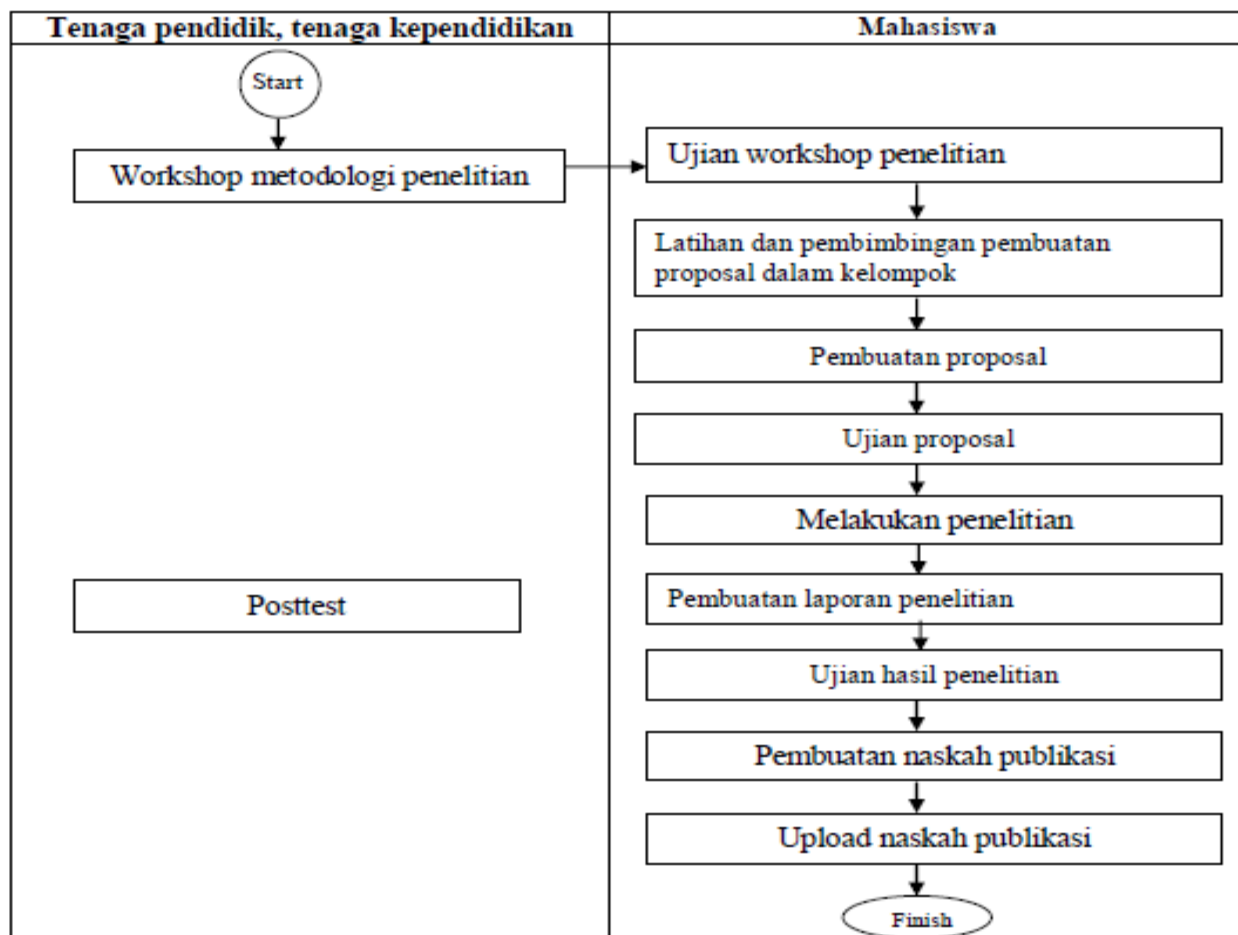 Tenaga pendidik, tenaga kependidikan
Mahasiswa
Start
Workshop metodologi penelitian
Ujian workshop penelitian
Latihan dan pembimbingan pembuatan
proposal dalam kelompok
Pembuatan proposal
Ujian proposal
Melakukan penelitian
Posttest
Pembuatan laporan penelitian
Ujian hasil penelitian
Pembuatan naskah publikasi
Upload naskah publikasi
Finish